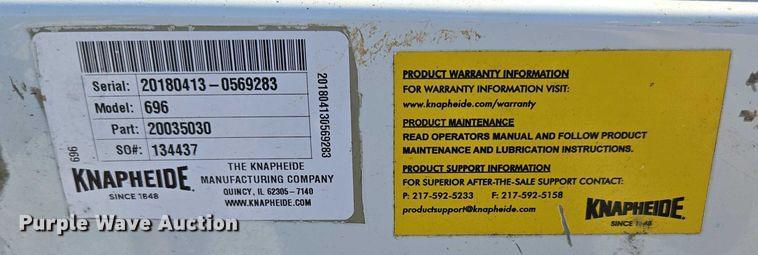 Serial: 20180413-0569283
Model: 696
Part: 20035030
SO#: 134437
201804130569283
696
KNAPHEIDE.
SINCE 1848
THE KNAPHEIDE
MANUFACTURING COMPANY
QUINCY, IL 62305-7140
WWW.KNAPHEIDE.COM
PRODUCT WARRANTY INFORMATION
FOR WARRANTY INFORMATION VISIT:
www.knapheide.com/warranty
PRODUCT MAINTENANCE
READ OPERATORS MANUAL AND FOLLOW PRODUCT
MAINTENANCE AND LUBRICATION INSTRUCTIONS.
PRODUCT SUPPORT INFORMATION
FOR SUPERIOR AFTER-THE-SALE SUPPORT CONTACT:
P: 217-592-5233 F: 217-592-5158
productsupport@knapheide.com
KNAPHEIDE.
SINCE 1848
Purple Wave Auction